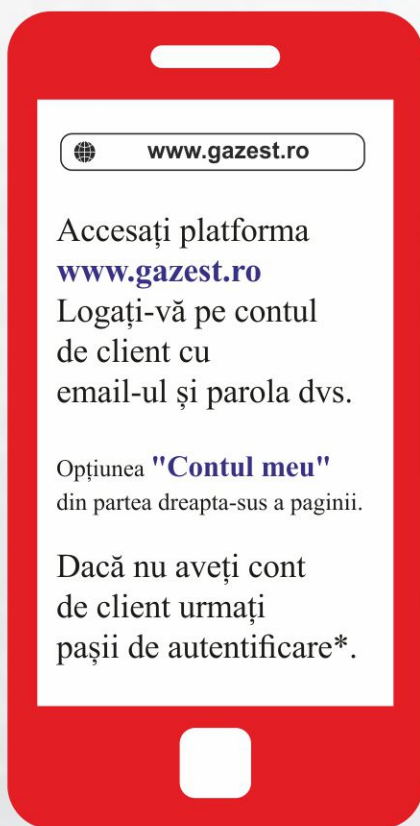 www.gazest.ro
Accesați platforma
www.gazest.ro
Logați-vă pe contul
de client cu
email-ul și parola dvs.
Opțiunea "Contul meu"
din partea dreapta-sus a paginii.
Dacă nu aveți cont
de client urmați
pașii de autentificare*.